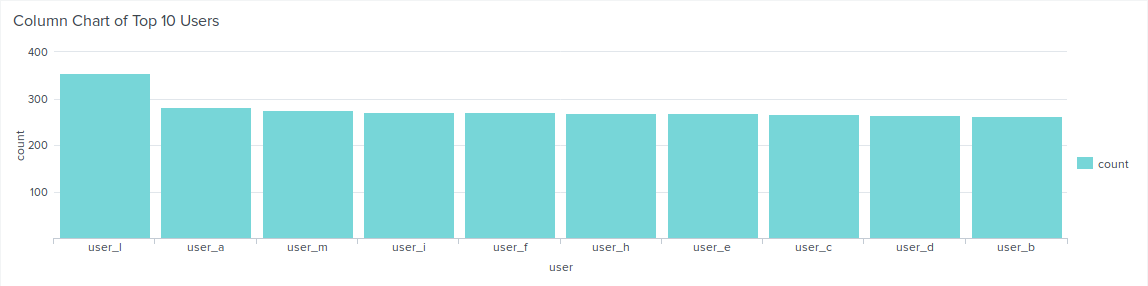 Column Chart of Top 10 Users
400
300
200
100
count
user_l user_a user_m user_i user_f user_h user_e user_c user_d user_b
user
count